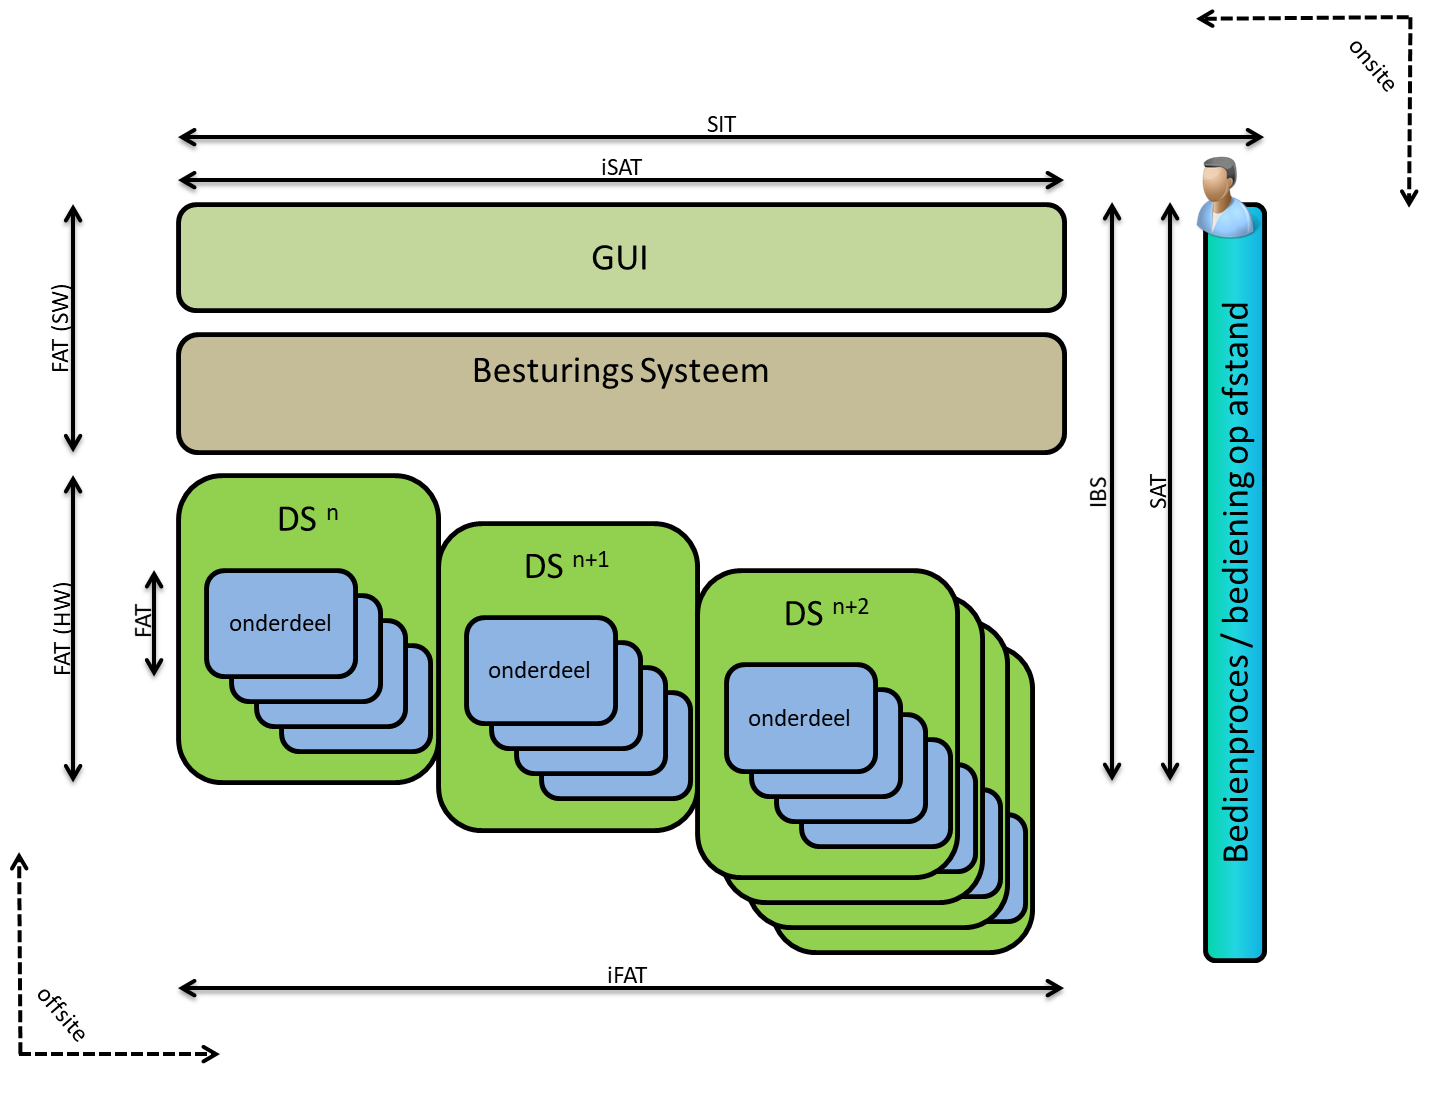 onsite
SIT
iSAT
GUI
FAT (SW)
Besturings Systeem
DS n
DS n+1
DS n+2
onderdeel
onderdeel
onderdeel
FAT
FAT (HW)
IBS
SAT
Bedienproces / bediening op afstand
iFAT
offsite